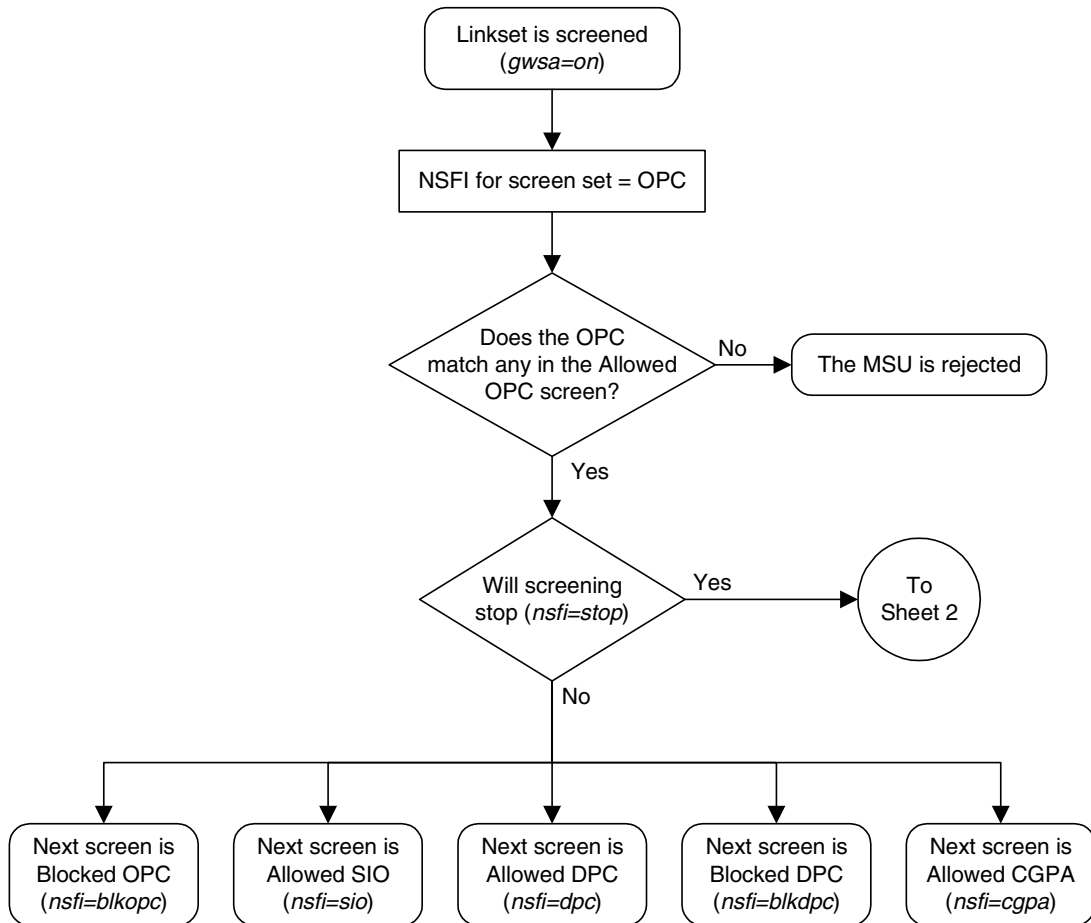 Linkset is screened
(gwsa=on)
NSFI for screen set = OPC
Does the OPC
match any in the Allowed
OPC screen?
No
The MSU is rejected
Yes
Will screening
stop (nsfi=stop)
Yes
To
Sheet 2
No
Next screen is
Blocked OPC
(nsfi=blkopc)
Next screen is
Allowed SIO
(nsfi=sio)
Next screen is
Allowed DPC
(nsfi=dpc)
Next screen is
Blocked DPC
(nsfi=blkdpc)
Next screen is
Allowed CGPA
(nsfi=cgpa)